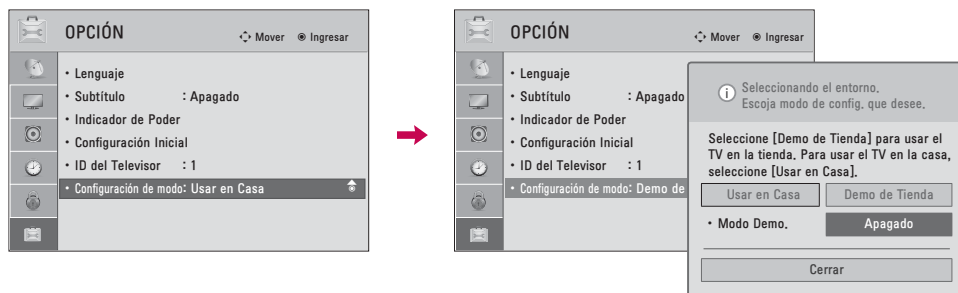 OPCIÓN
Mover Ingresar
• Lenguaje
• Subtítulo : Apagado
• Indicador de Poder
• Configuración Inicial
• ID del Televisor : 1
• Configuración de modo: Usar en Casa
OPCIÓN
Mover Ingresar
• Lenguaje
• Subtítulo : Apagado
• Indicador de Poder
• Configuración Inicial
• ID del Televisor : 1
• Configuración de modo: Demo de
i Seleccionando el entorno.
Escoja modo de config. que desee.
Seleccione [Demo de Tienda] para usar el
TV en la tienda. Para usar el TV en la casa,
seleccione [Usar en Casa].
Usar en Casa Demo de Tienda
• Modo Demo. Apagado
Cerrar